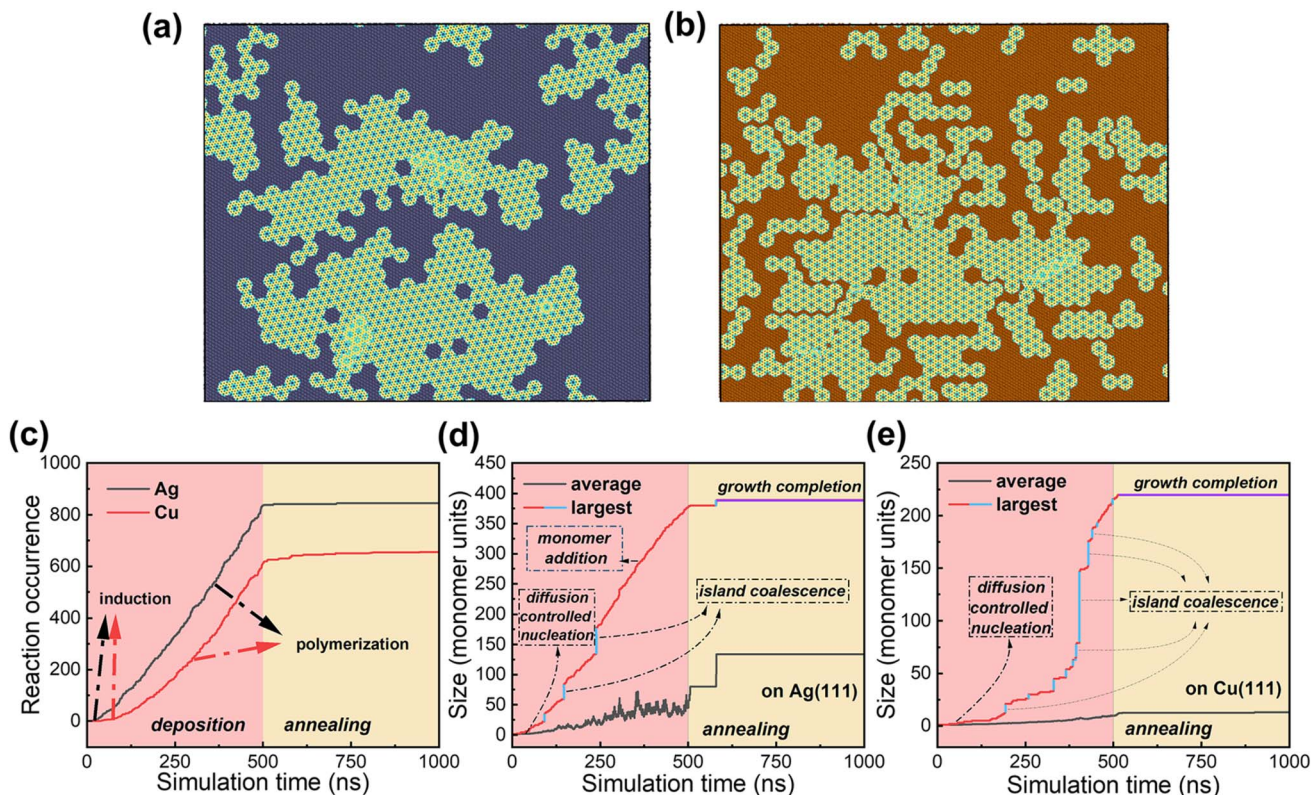 (a)
(b)
(c)
Reaction occurrence
1000
800
600
400
200
0
Ag
Cu
induction
polymerization
deposition
annealing
0
250
500
750
1000
Simulation time (ns)
(d)
Size (monomer units)
450
400
350
300
250
200
150
100
50
0
average
largest
growth completion
monomer
addition
diffusion
controlled
nucleation
island coalescence
on Ag(111)
annealing
0
250
500
750
1000
Simulation time (ns)
(e)
Size (monomer units)
250
200
150
100
50
0
average
largest
growth completion
diffusion
controlled
nucleation
island coalescence
on Cu(111)
annealing
0
250
500
750
1000
Simulation time (ns)